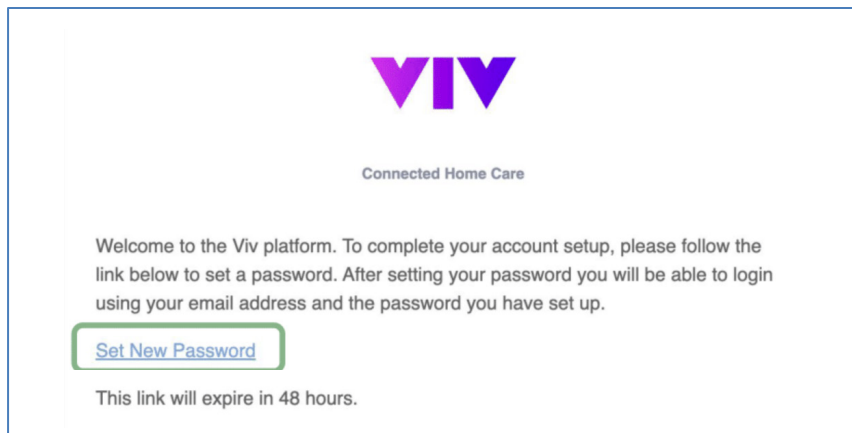 VIV
Connected Home Care
Welcome to the Viv platform. To complete your account setup, please follow the
link below to set a password. After setting your password you will be able to login
using your email address and the password you have set up.
Set New Password
This link will expire in 48 hours.